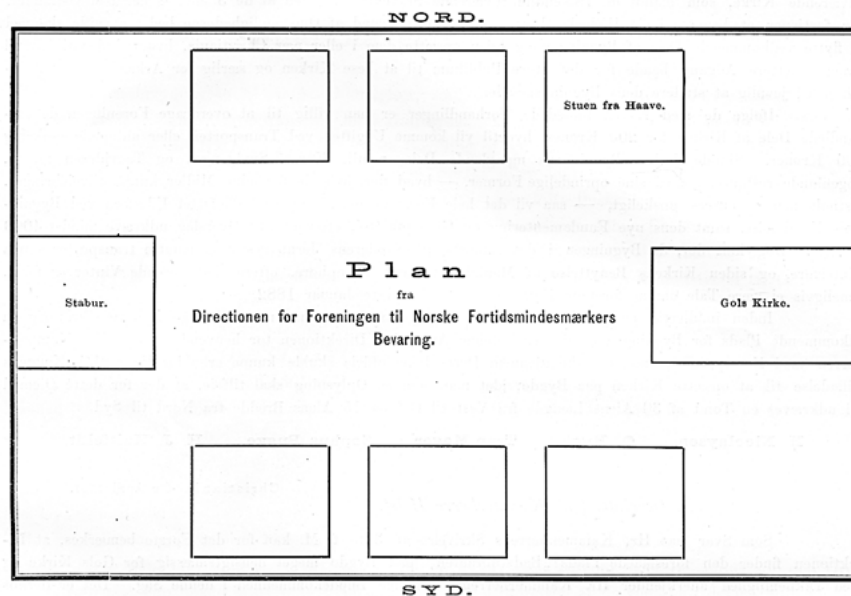 NORD.
Stuen fra Haave.
Plan
fra
Stabur.
Gols Kirke.
Directionen for Foreningen til Norske Fortidsmindesmærkers
Bevaring.
SYD.